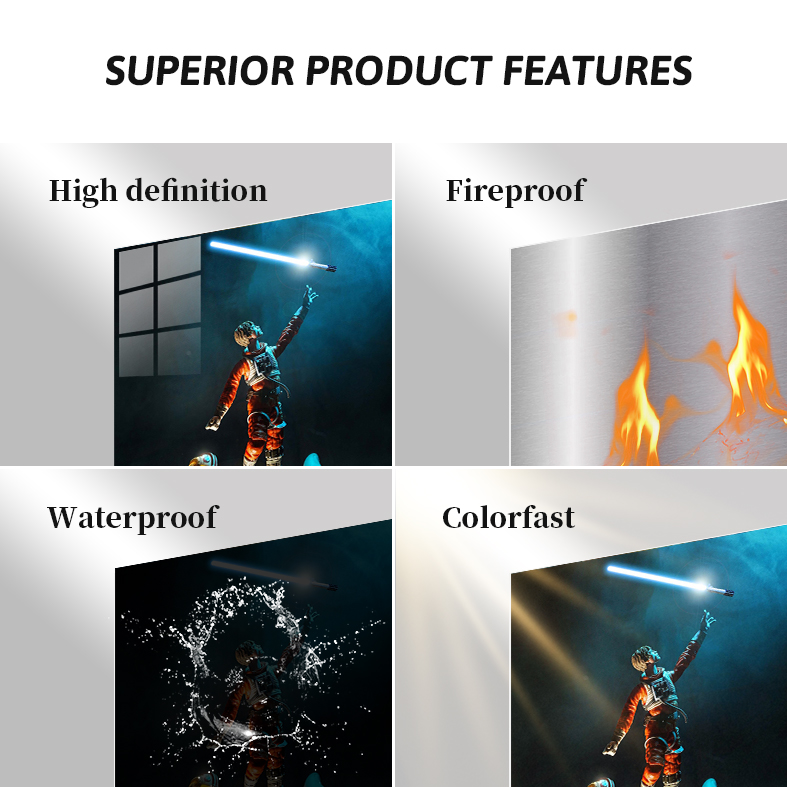 SUPERIOR PRODUCT FEATURES
High definition
Fireproof
Waterproof
Colorfast